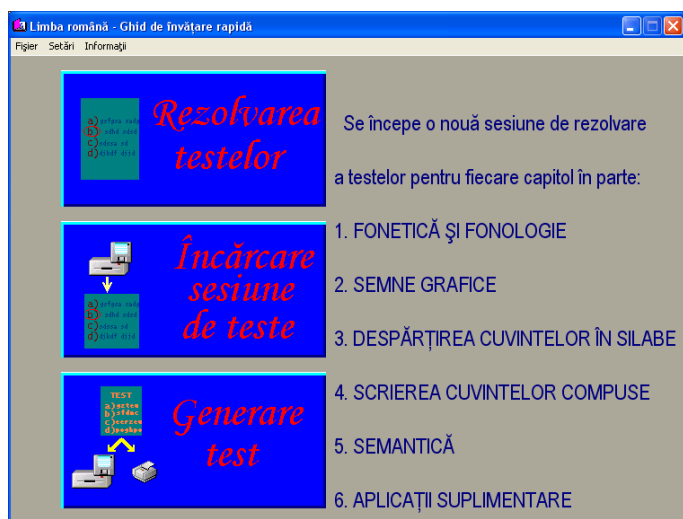 Limba română - Ghid de învățare rapidă
Fişier Setări Informaţii
Rezolvarea
testelor
Se începe o nouă sesiune de rezolvare
a testelor pentru fiecare capitol în parte:
1. FONETICĂ ŞI FONOLOGIE
Încărcare
sesiune
de teste
2. SEMNE GRAFICE
3. DESPĂRŢIREA CUVINTELOR ÎN SILABE
4. SCRIEREA CUVINTELOR COMPUSE
TEST
Generare
test
5. SEMANTICĂ
6. APLICAŢII SUPLIMENTARE